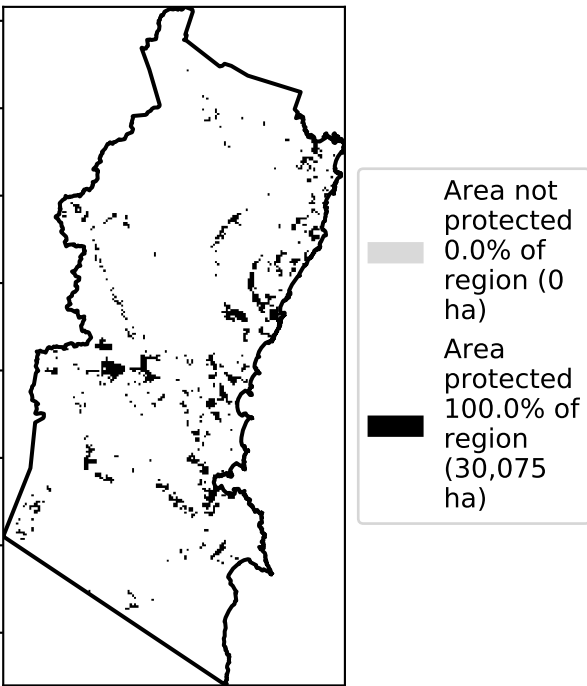 Area not
protected
0.0% of
region (0
ha)
Area
protected
100.0% of
region
(30,075
ha)